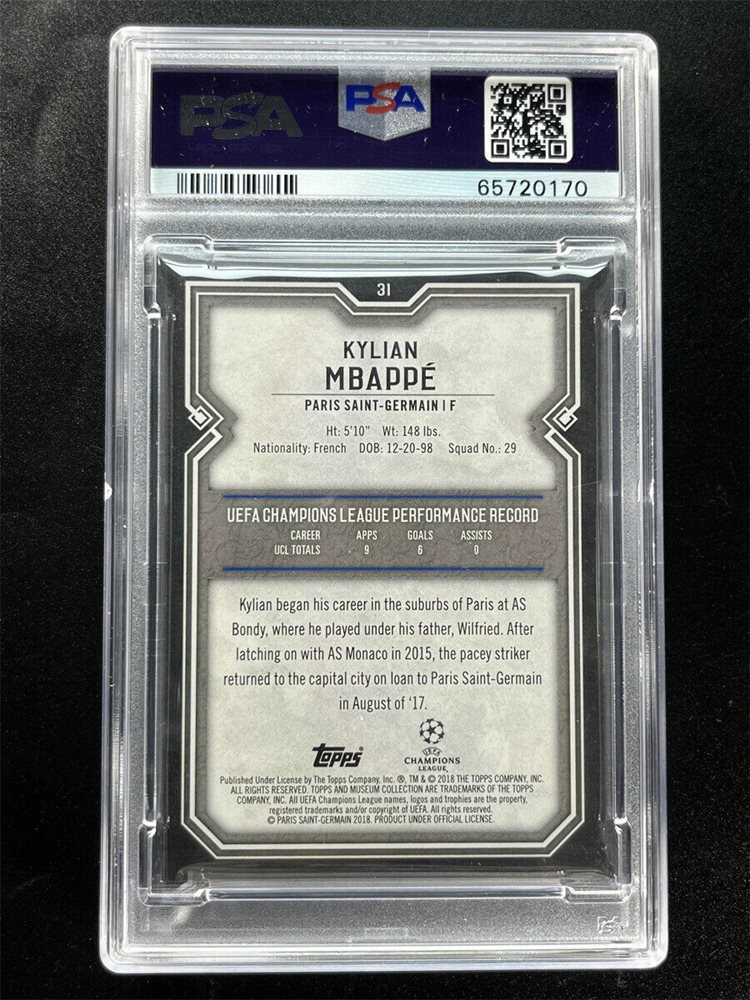 PSA
PSA
65720170
31
KYLIAN
MBAPPÉ
PARIS SAINT-GERMAIN | F
Ht: 5'10" Wt: 148 lbs.
Nationality: French DOB: 12-20-98 Squad No.: 29
UEFA CHAMPIONS LEAGUE PERFORMANCE RECORD
CAREER APPS GOALS ASSISTS
UCL TOTALS 9 6 0
Kylian began his career in the suburbs of Paris at AS
Bondy, where he played under his father, Wilfried. After
latching on with AS Monaco in 2015, the pacey striker
returned to the capital city on loan to Paris Saint-Germain
in August of '17.
Topps
UEFA
CHAMPIONS
LEAGUE
Published Under License by The Topps Company, Inc. ®, TM & © 2018 THE TOPPS COMPANY, INC.
ALL RIGHTS RESERVED. TOPPS AND MUSEUM COLLECTION ARE TRADEMARKS OF THE TOPPS
COMPANY, INC. All UEFA Champions League names, logos and trophies are the property,
registered trademarks and/or copyright of UEFA. All rights reserved.
© PARIS SAINT-GERMAIN 2018. PRODUCT UNDER OFFICIAL LICENSE.
PSA